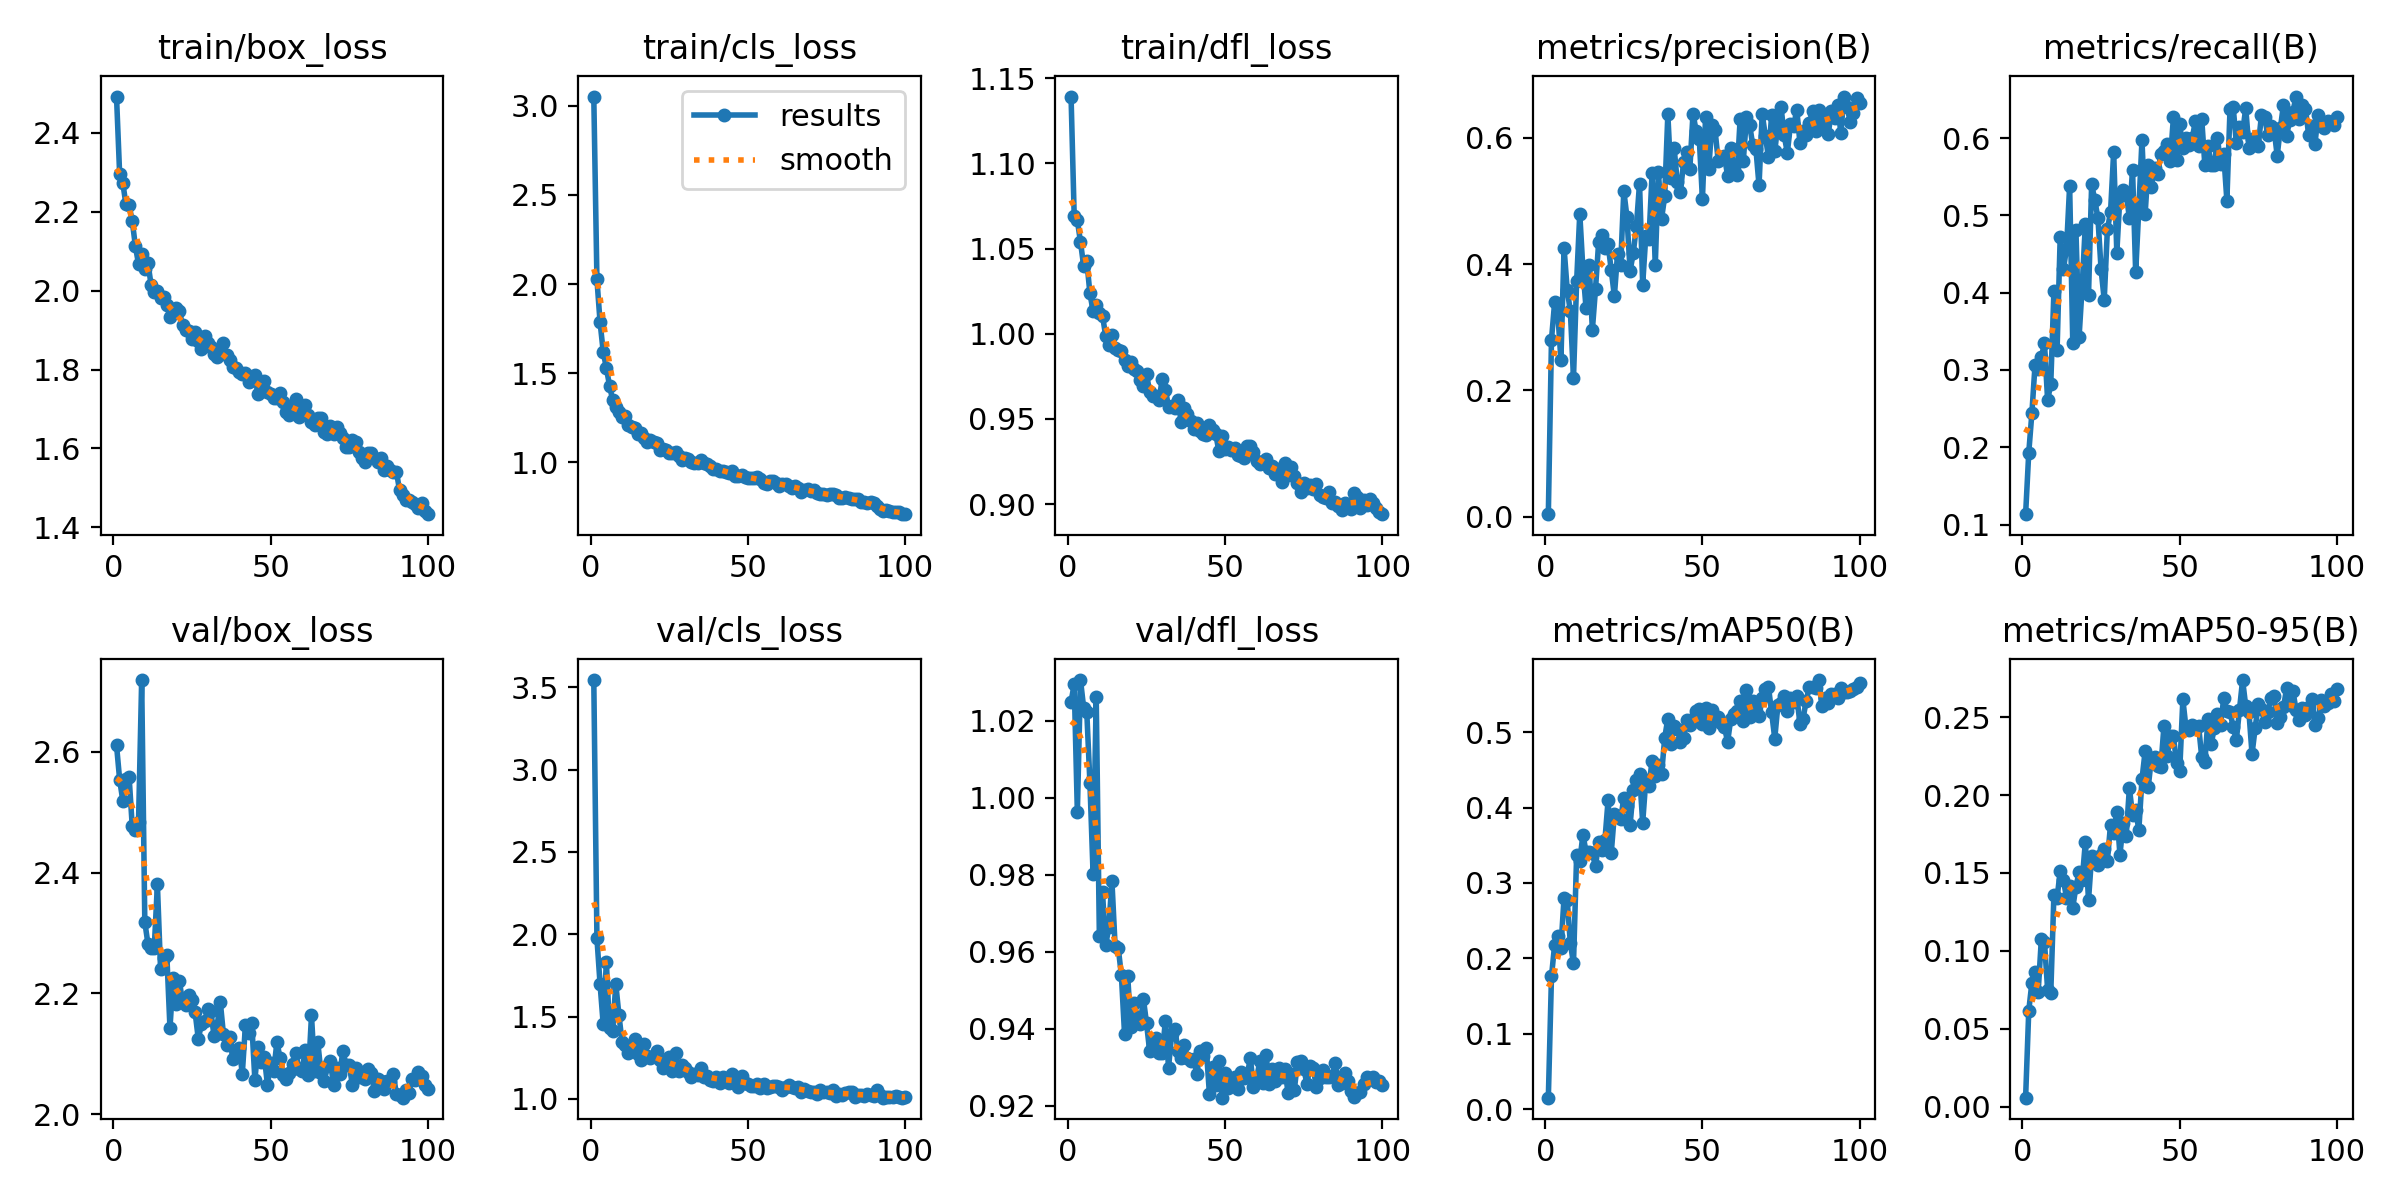 train/box_loss
2.4
2.2
2.0
1.8
1.6
1.4
0 50 100
train/cls_loss
results
smooth
3.0
2.5
2.0
1.5
1.0
0 50 100
train/dfl_loss
1.15
1.10
1.05
1.00
0.95
0.90
0 50 100
metrics/precision(B)
0.6
0.4
0.2
0.0
0 50 100
metrics/recall(B)
0.6
0.5
0.4
0.3
0.2
0.1
0 50 100
val/box_loss
2.6
2.4
2.2
2.0
0 50 100
val/cls_loss
3.5
3.0
2.5
2.0
1.5
1.0
0 50 100
val/dfl_loss
1.02
1.00
0.98
0.96
0.94
0.92
0 50 100
metrics/mAP50(B)
0.5
0.4
0.3
0.2
0.1
0.0
0 50 100
metrics/mAP50-95(B)
0.25
0.20
0.15
0.10
0.05
0.00
0 50 100